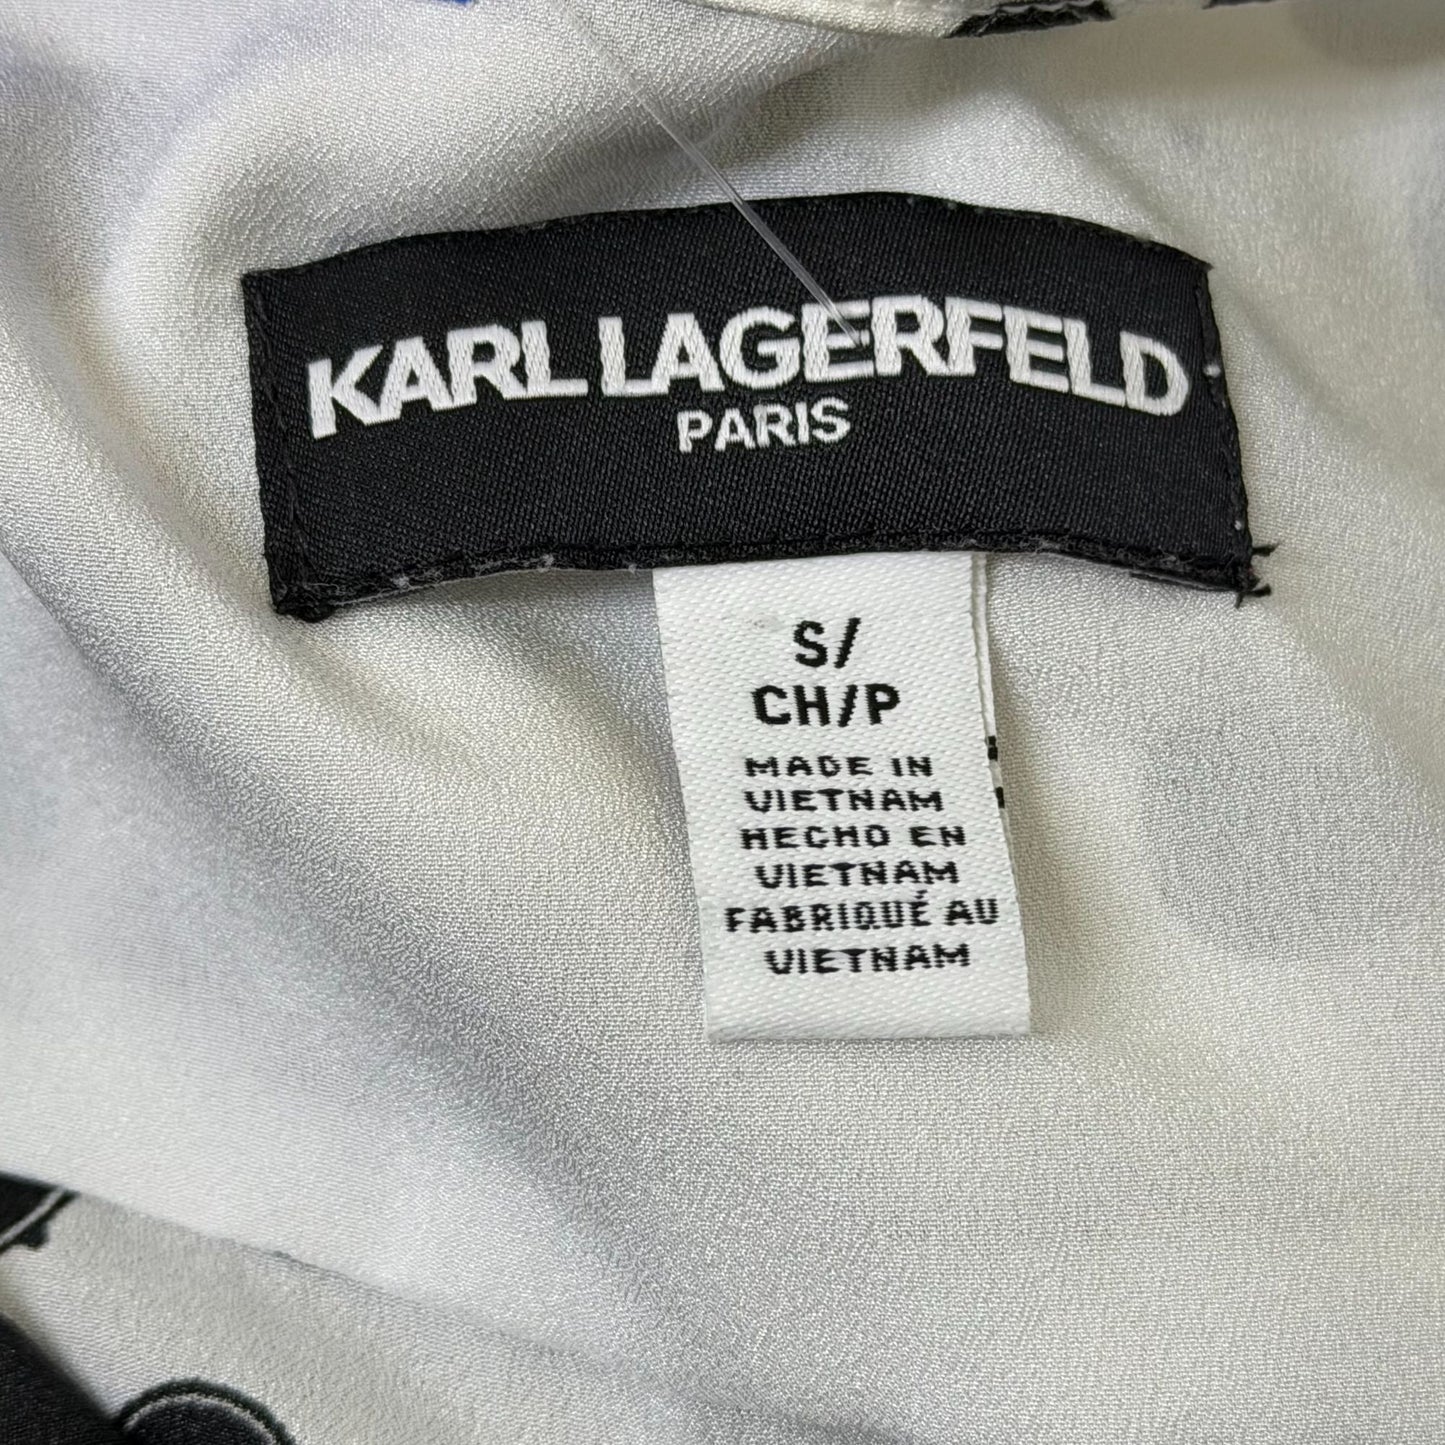 KARL LAGERFELD
PARIS
S/
CH/P
MADE IN
VIETNAM
HECHO EN
VIETNAM
FABRIQUÉ AU
VIETNAM